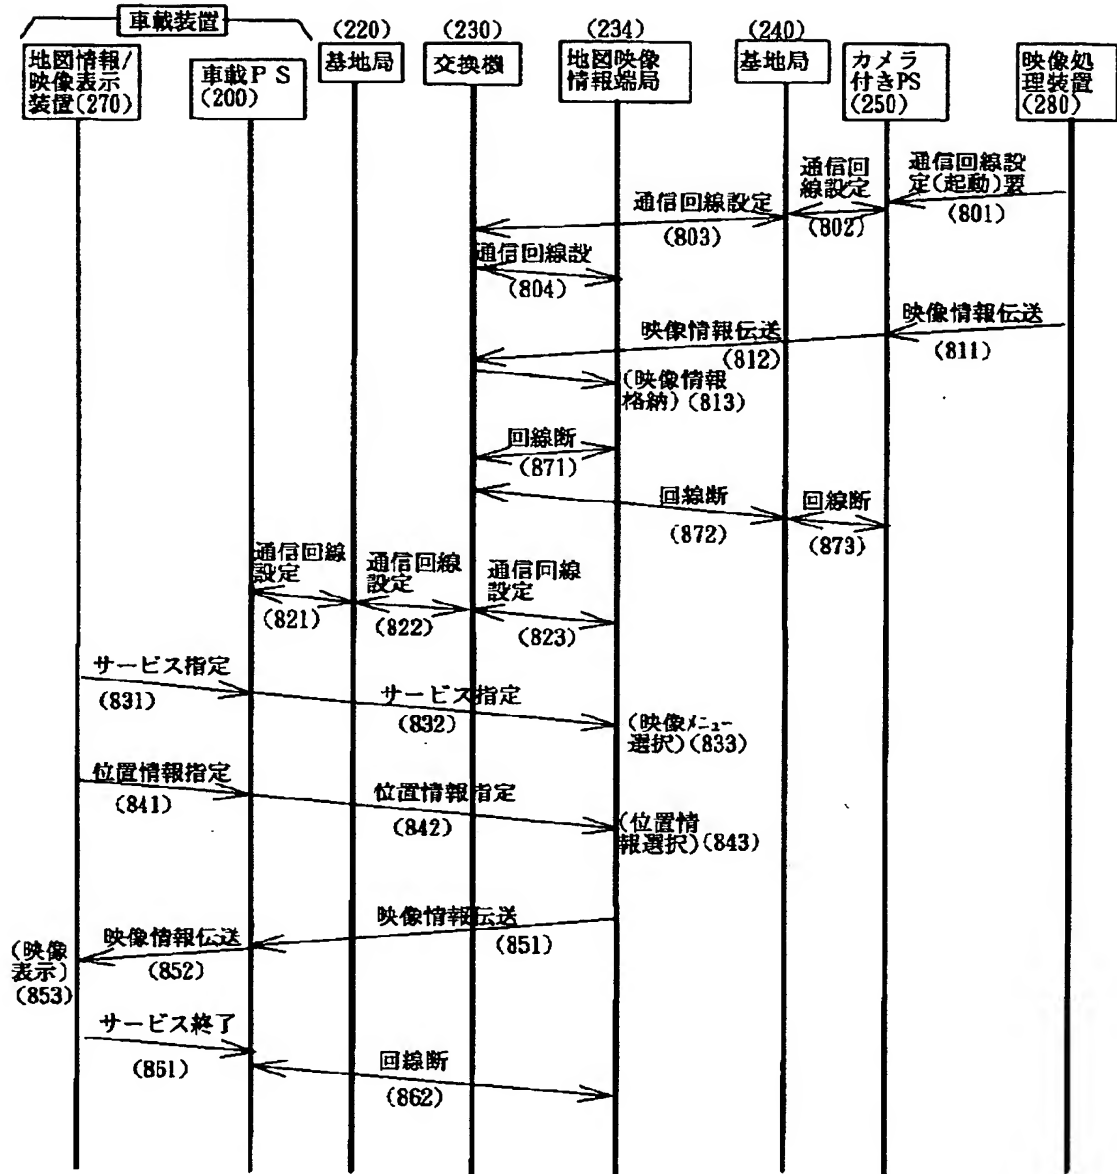 車載装置
地図情報/
映像表示
装置(270)
車載PS
(200)
(220)
基地局
(230)
交換機
(234)
地図映像
情報端局
(240)
基地局
カメラ
付きPS
(250)
映像処
理装置
(280)
通信回線設
定(起動)要
(801)
通信回
線設定
(802)
通信回線設定
(803)
通信回線設
(804)
映像情報伝送
(811)
映像情報伝送
(812)
(映像情報
格納)(813)
回線断
(871)
回線断
(872)
回線断
(873)
通信回線
設定
(821)
通信回線
設定
(822)
通信回線
設定
(823)
サービス指定
(831)
サービス指定
(832)
(映像メニュー
選択)(833)
位置情報指定
(841)
位置情報指定
(842)
(位置情
報選択)(843)
映像情報伝送
(851)
映像情報伝送
(852)
(映像
表示)
(853)
サービス終了
(861)
回線断
(862)